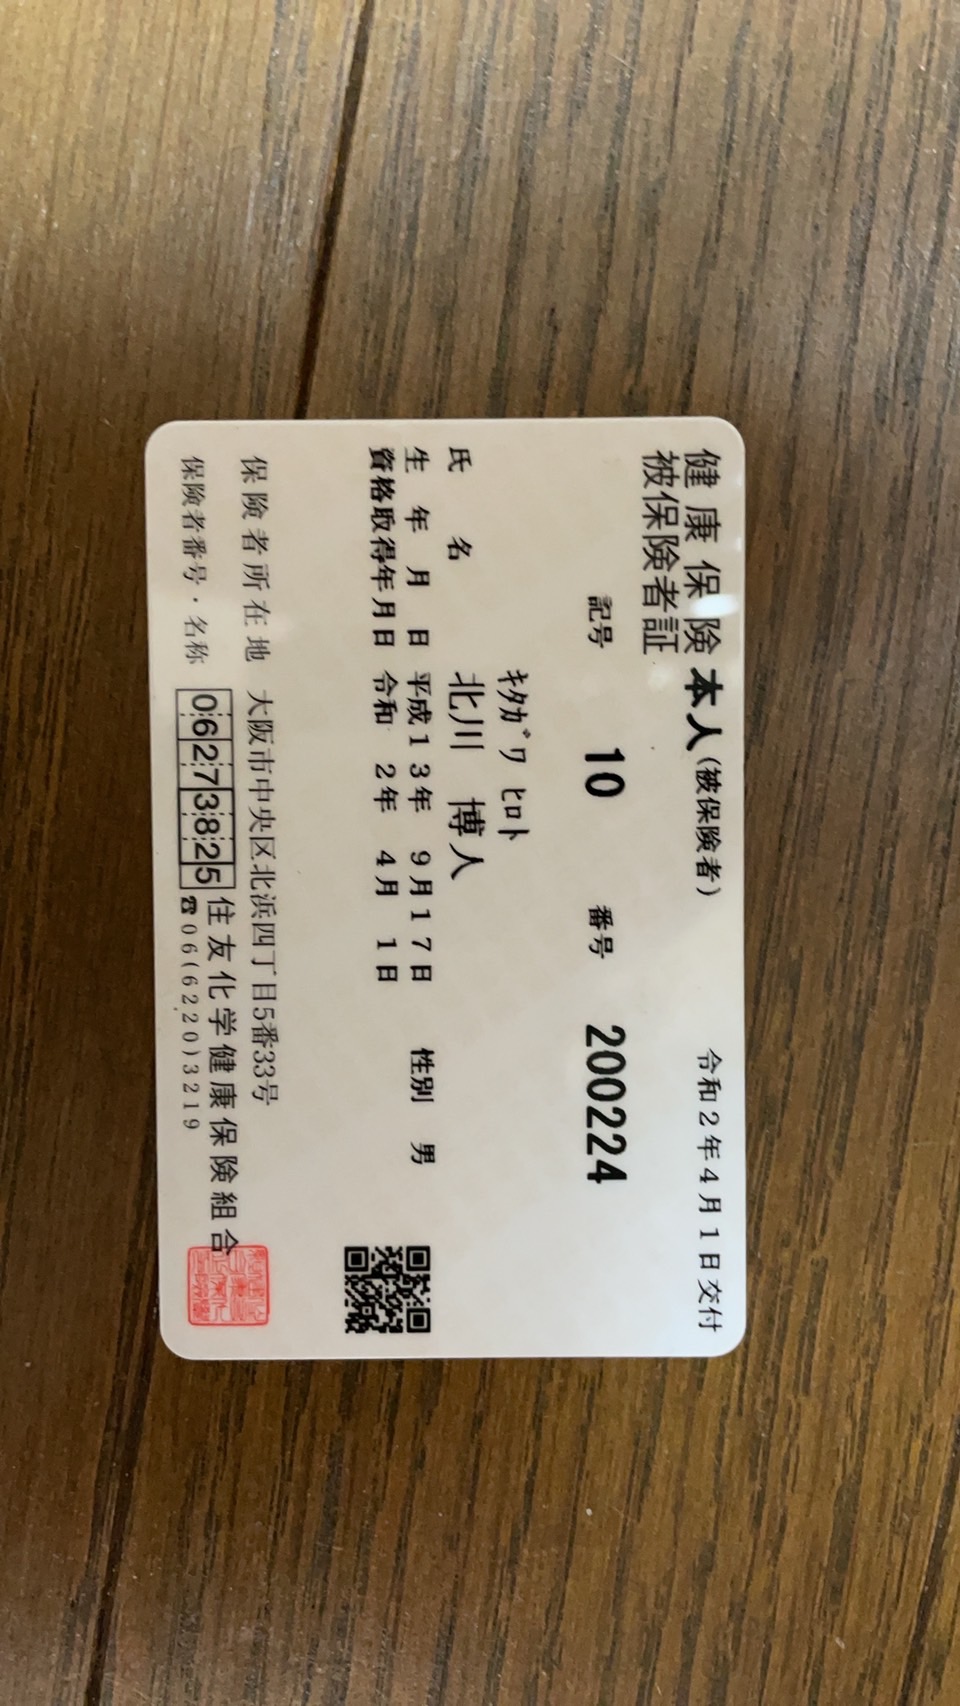 健康保険 本人(被保険者) 令和2年4月1日交付
被保険者証
記号 10 番号 200224
ｷﾀｶﾞﾜ ﾋﾛﾄ
氏名 北川 博人
生年月日 平成13年 9月17日 性別 男
資格取得年月日 令和 2年 4月 1日
保険者所在地 大阪市中央区北浜四丁目5番33号
保険者番号・名称 06273825 住友化学健康保険組合
☎06(6220)3219